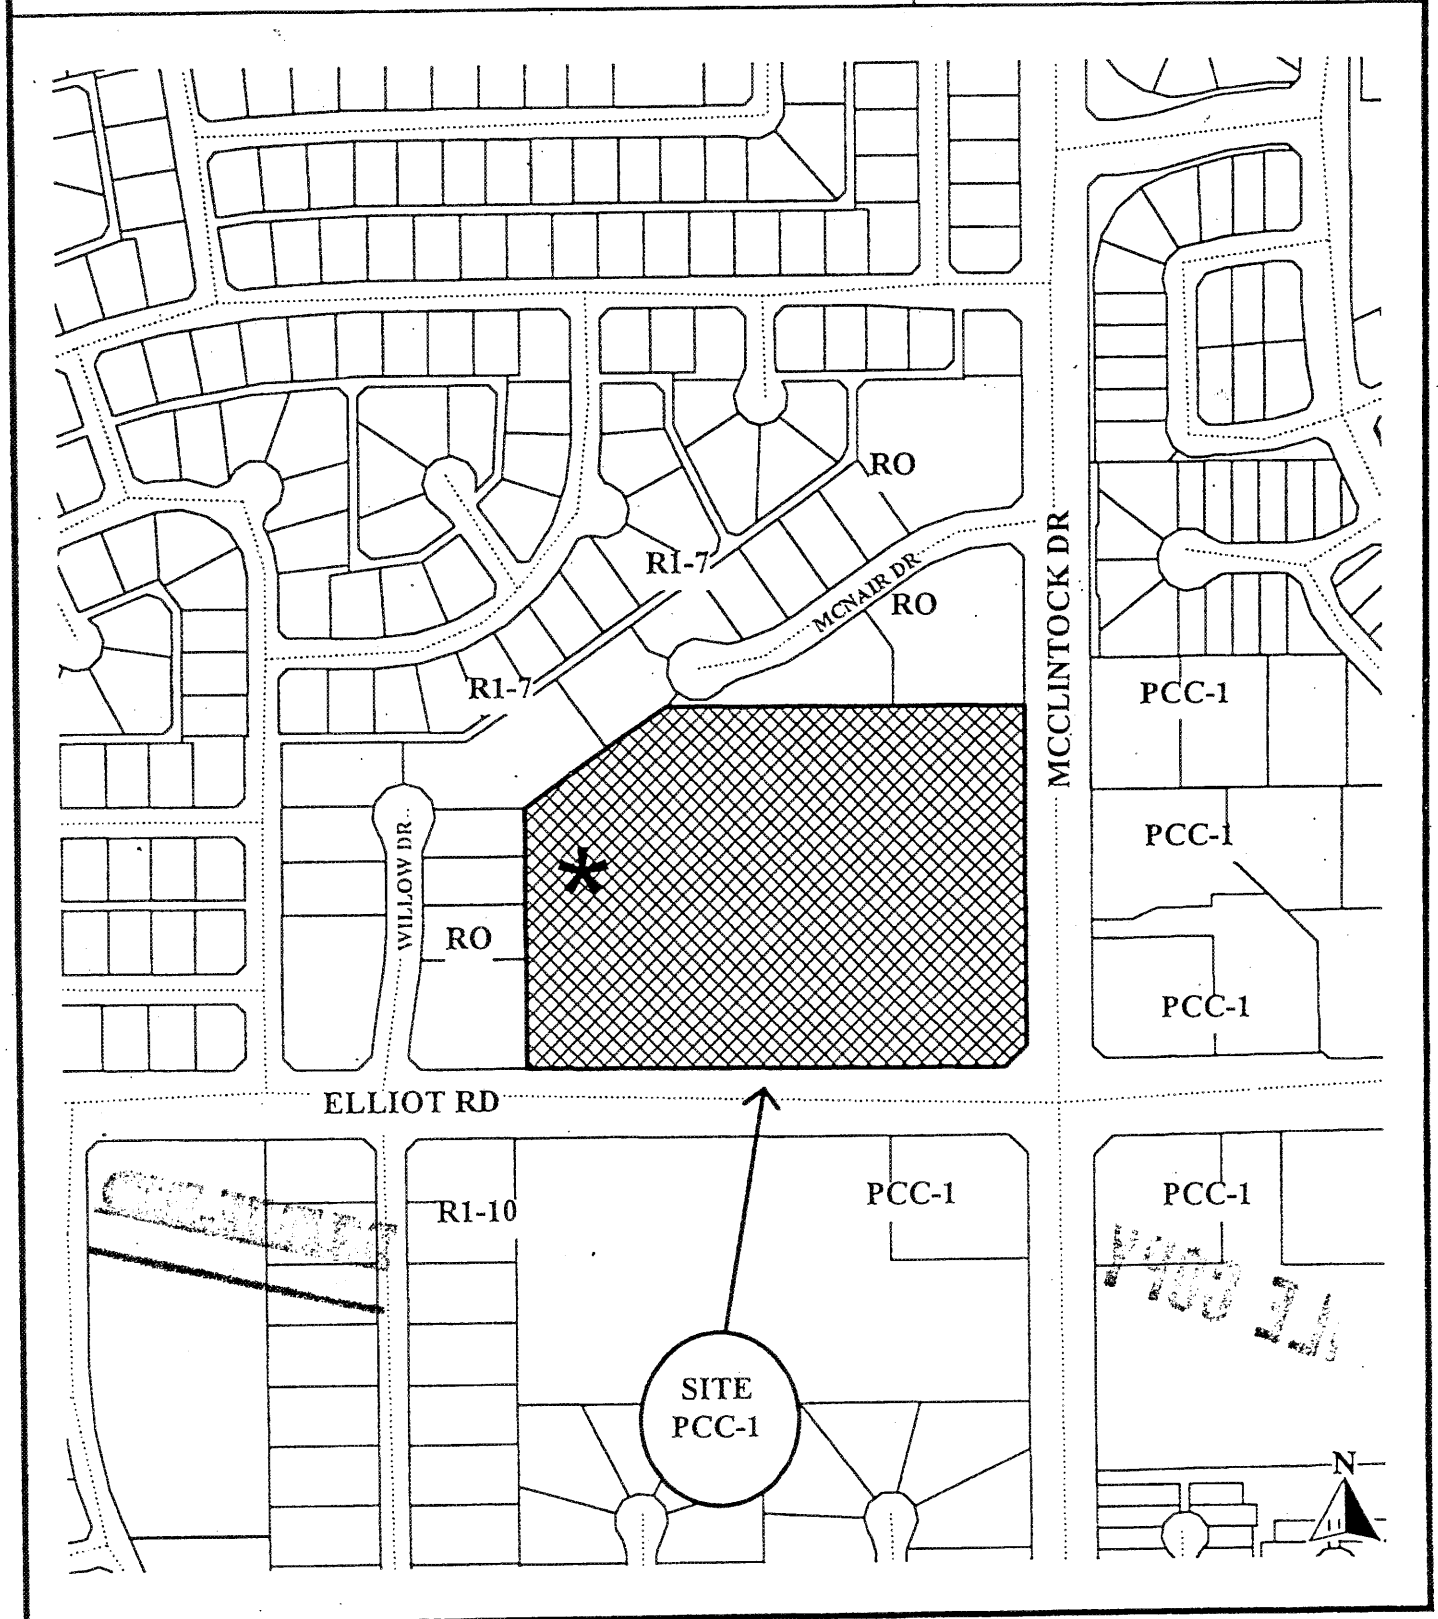 RO
R1-7
MCNAIR DR
RO
MCCLINTOCK DR
R1-7
PCC-1
PCC-1
WILLOW DR
RO
PCC-1
ELLIOT RD
R1-10
PCC-1
PCC-1
SITE
PCC-1
N